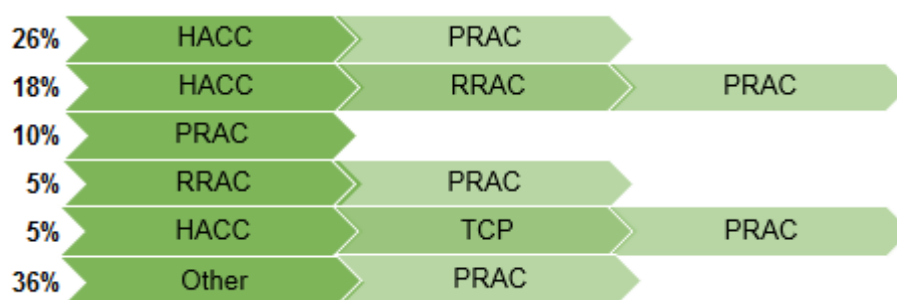 26% HACC PRAC
18% HACC RRAC PRAC
10% PRAC
5% RRAC PRAC
5% HACC TCP PRAC
36% Other PRAC